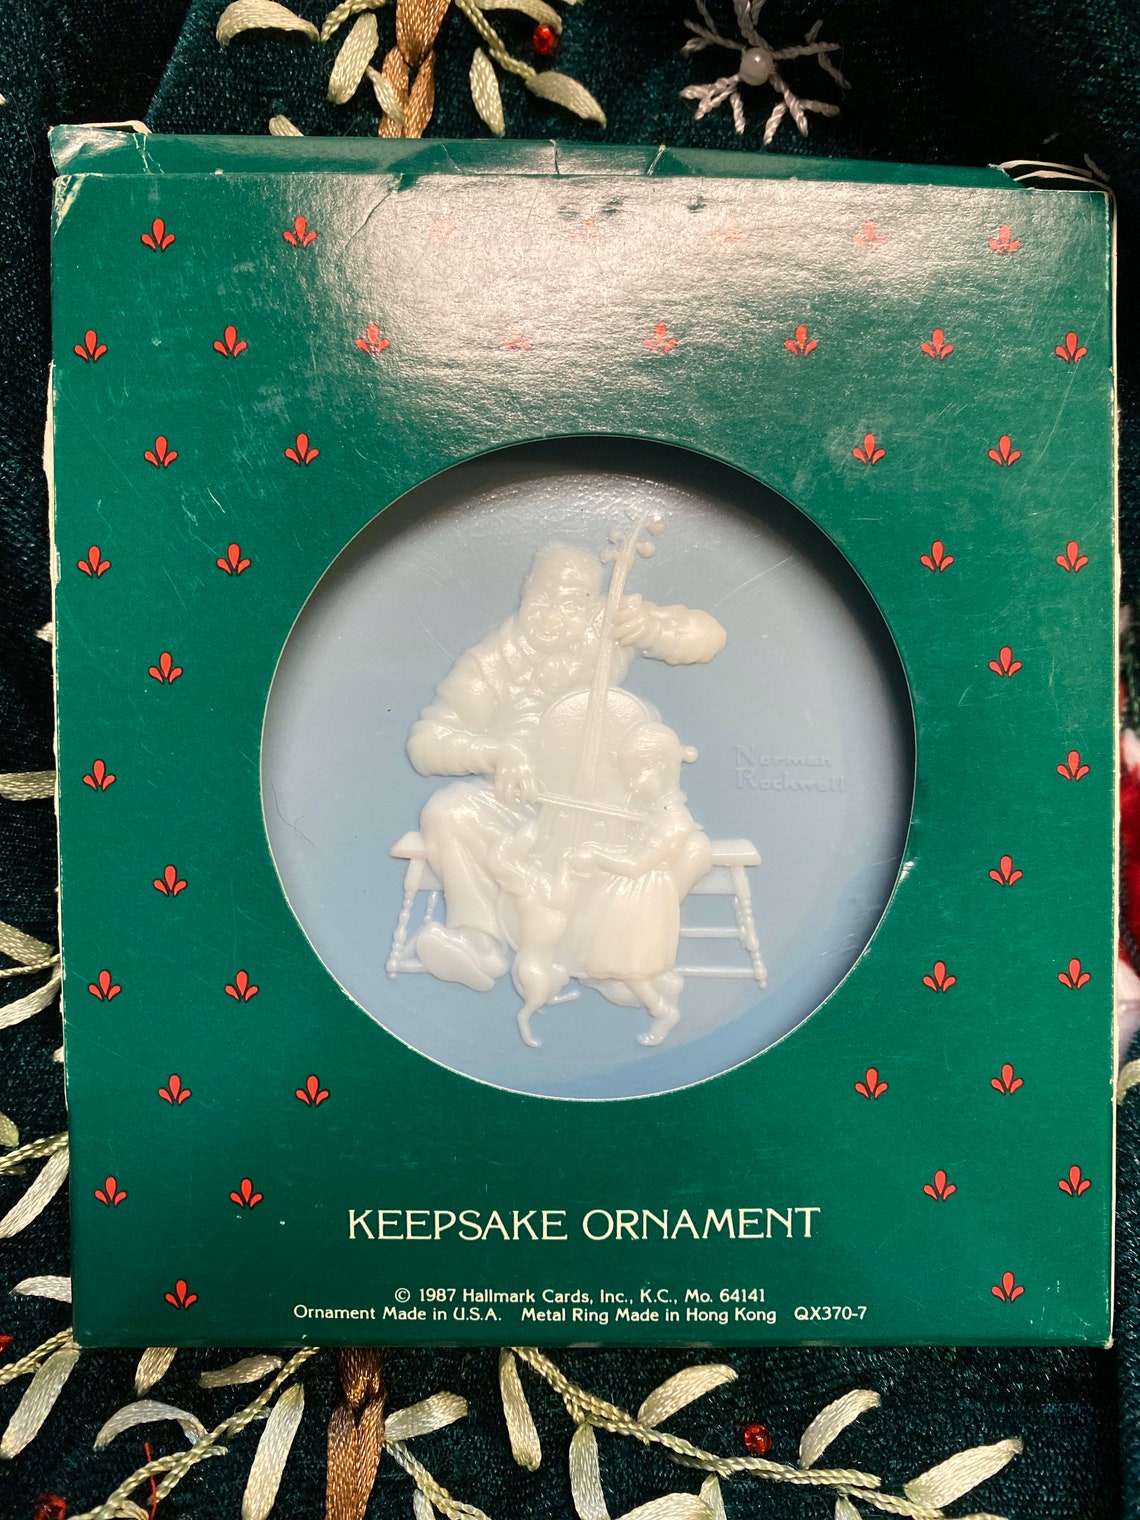 Norman
Rockwell
KEEPSAKE ORNAMENT
© 1987 Hallmark Cards, Inc., K.C., Mo. 64141
Ornament Made in U.S.A. Metal Ring Made in Hong Kong QX370-7